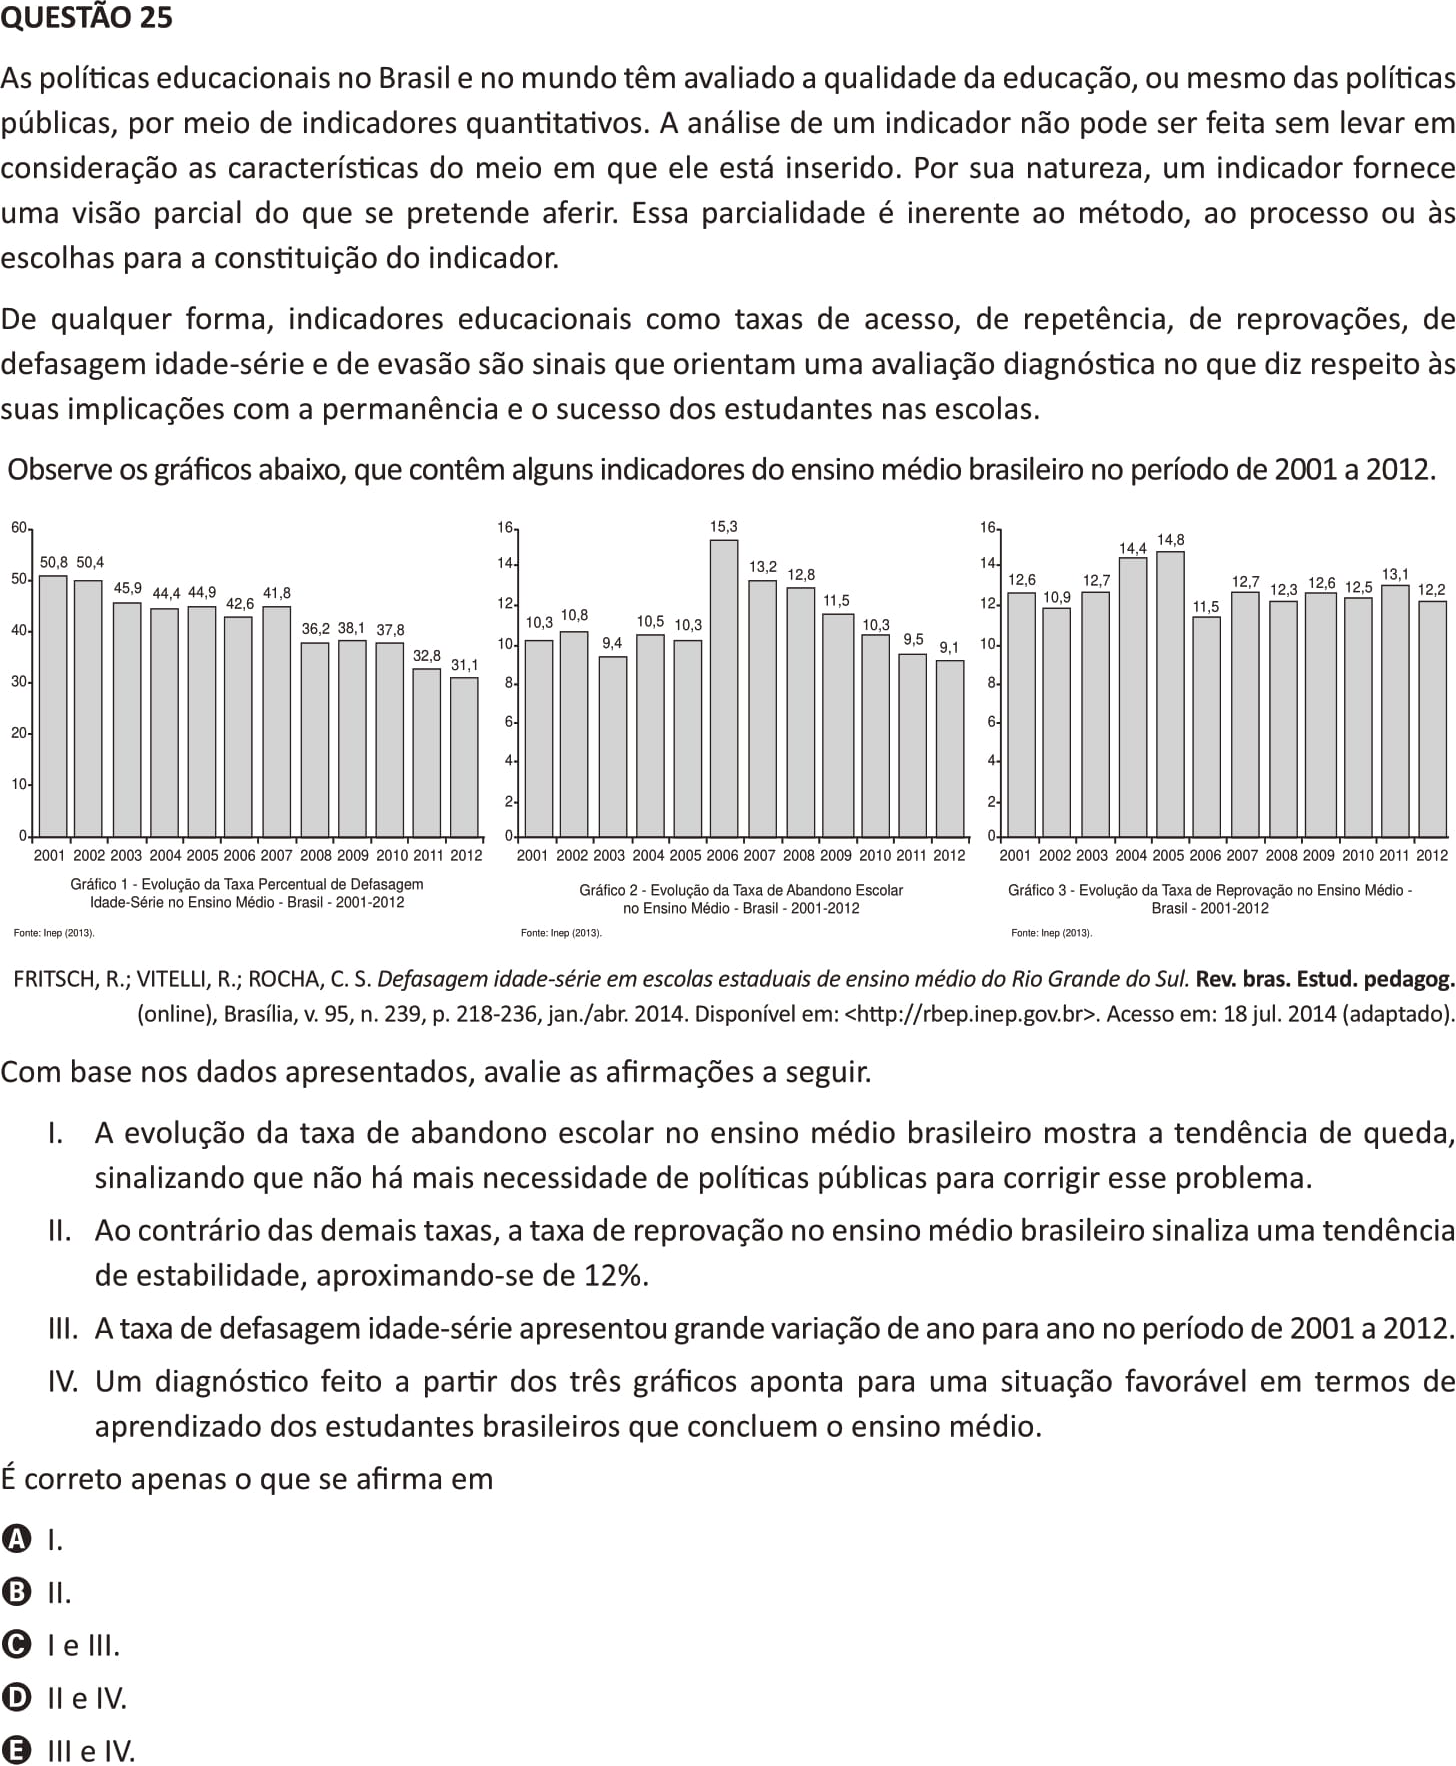 QUESTÃO 25
As políticas educacionais no Brasil e no mundo têm avaliado a qualidade da educação, ou mesmo das políticas
públicas, por meio de indicadores quantitativos. A análise de um indicador não pode ser feita sem levar em
consideração as características do meio em que ele está inserido. Por sua natureza, um indicador fornece
uma visão parcial do que se pretende aferir. Essa parcialidade é inerente ao método, ao processo ou às
escolhas para a constituição do indicador.
De qualquer forma, indicadores educacionais como taxas de acesso, de repetência, de reprovações, de
defasagem idade-série e de evasão são sinais que orientam uma avaliação diagnóstica no que diz respeito às
suas implicações com a permanência e o sucesso dos estudantes nas escolas.
Observe os gráficos abaixo, que contêm alguns indicadores do ensino médio brasileiro no período de 2001 a 2012.
60
50
40
30
20
10
0
50,8 50,4 45,9 44,4 44,9 42,6 41,8 36,2 38,1 37,8 32,8 31,1
2001 2002 2003 2004 2005 2006 2007 2008 2009 2010 2011 2012
Gráfico 1 - Evolução da Taxa Percentual de Defasagem
Idade-Série no Ensino Médio - Brasil - 2001-2012
Fonte: Inep (2013).
16
14
12
10
8
6
4
2
0
10,3 10,8 9,4 10,5 10,3 15,3 13,2 12,8 11,5 10,3 9,5 9,1
2001 2002 2003 2004 2005 2006 2007 2008 2009 2010 2011 2012
Gráfico 2 - Evolução da Taxa de Abandono Escolar
no Ensino Médio - Brasil - 2001-2012
Fonte: Inep (2013).
16
14
12
10
8
6
4
2
0
12,6 10,9 12,7 14,4 14,8 11,5 12,7 12,3 12,6 12,5 13,1 12,2
2001 2002 2003 2004 2005 2006 2007 2008 2009 2010 2011 2012
Gráfico 3 - Evolução da Taxa de Reprovação no Ensino Médio -
Brasil - 2001-2012
Fonte: Inep (2013).
FRITSCH, R.; VITELLI, R.; ROCHA, C. S. Defasagem idade-série em escolas estaduais de ensino médio do Rio Grande do Sul. Rev. bras. Estud. pedagog.
(online), Brasília, v. 95, n. 239, p. 218-236, jan./abr. 2014. Disponível em: <http://rbep.inep.gov.br>. Acesso em: 18 jul. 2014 (adaptado).
Com base nos dados apresentados, avalie as afirmações a seguir.
I. A evolução da taxa de abandono escolar no ensino médio brasileiro mostra a tendência de queda,
sinalizando que não há mais necessidade de políticas públicas para corrigir esse problema.
II. Ao contrário das demais taxas, a taxa de reprovação no ensino médio brasileiro sinaliza uma tendência
de estabilidade, aproximando-se de 12%.
III. A taxa de defasagem idade-série apresentou grande variação de ano para ano no período de 2001 a 2012.
IV. Um diagnóstico feito a partir dos três gráficos aponta para uma situação favorável em termos de
aprendizado dos estudantes brasileiros que concluem o ensino médio.
É correto apenas o que se afirma em
A I.
B II.
C I e III.
D II e IV.
E III e IV.